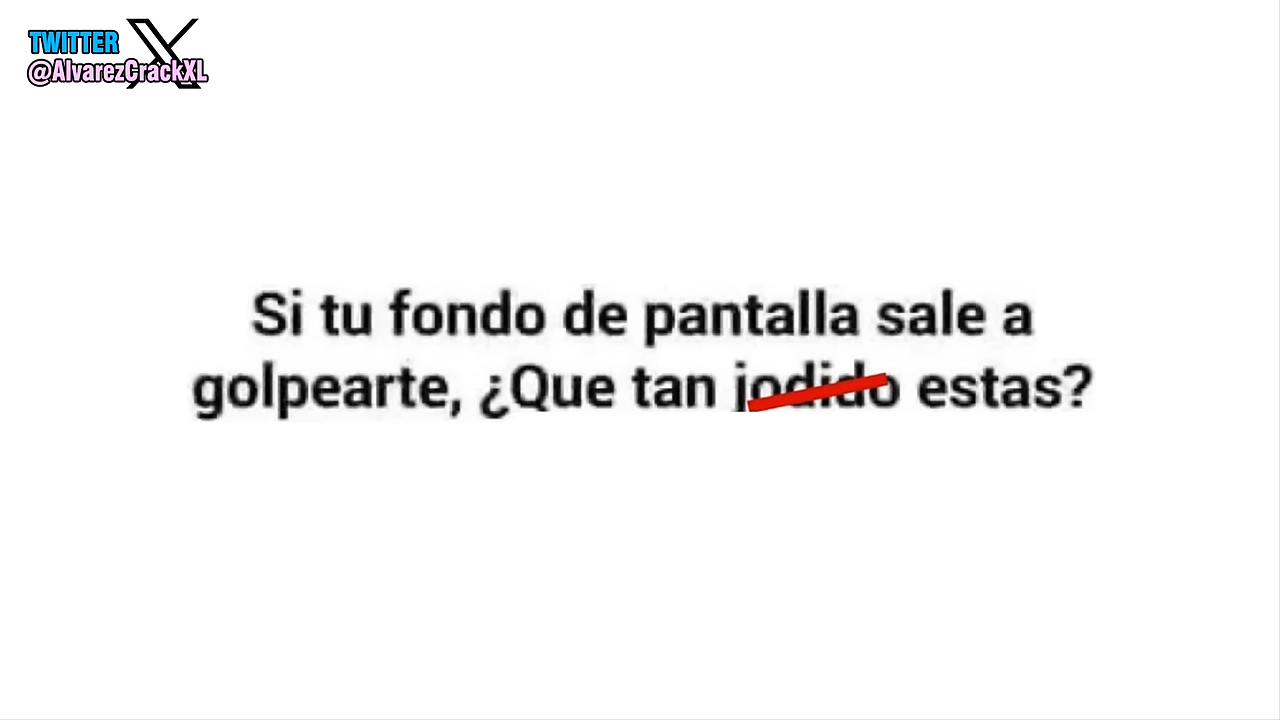 TWITTER
@AlvarezCrackXL
Si tu fondo de pantalla sale a
golpearte, ¿Que tan jodido estas?